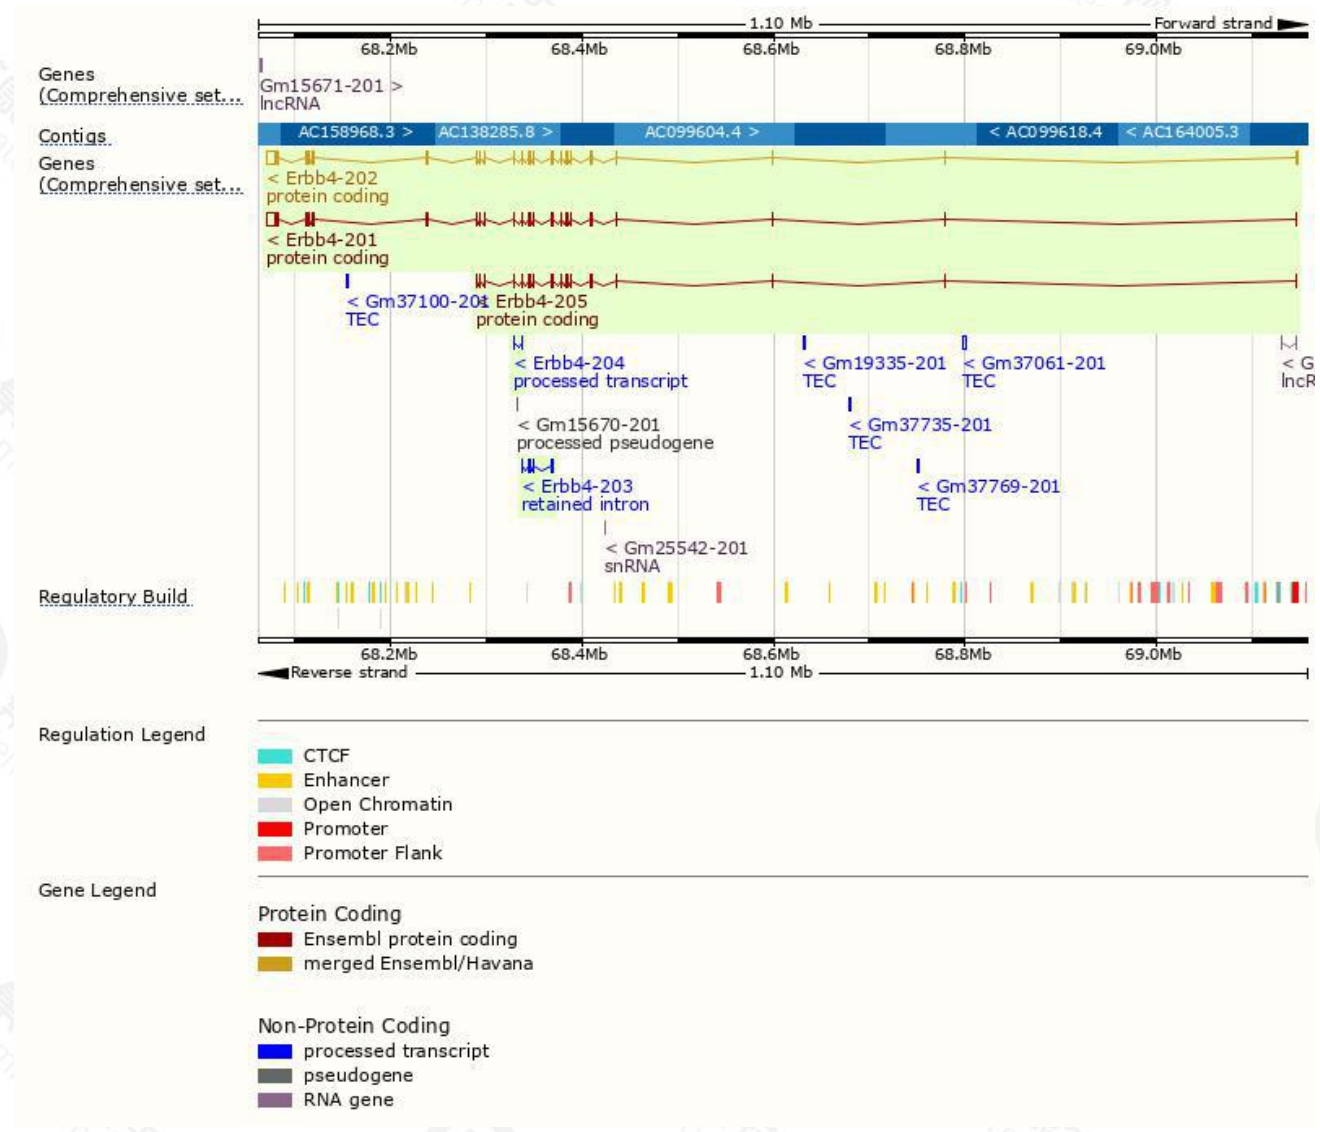 1.10 Mb Forward strand
68.2Mb 68.4Mb 68.6Mb 68.8Mb 69.0Mb
Genes
(Comprehensive set...
Gm15671-201 >
lncRNA
Contigs
AC158968.3 > AC138285.8 > AC099604.4 > < AC099618.4 < AC164005.3
Genes
(Comprehensive set...
< Erbb4-202
protein coding
< Erbb4-201
protein coding
< Gm37100-201 < Erbb4-205
TEC protein coding
< Erbb4-204 < Gm19335-201 < Gm37061-201 < G
processed transcript TEC TEC lncR
< Gm15670-201 < Gm37735-201
processed pseudogene TEC
< Erbb4-203 < Gm37769-201
retained intron TEC
< Gm25542-201
snRNA
Regulatory Build
68.2Mb 68.4Mb 68.6Mb 68.8Mb 69.0Mb
Reverse strand 1.10 Mb
Regulation Legend
CTCF
Enhancer
Open Chromatin
Promoter
Promoter Flank
Gene Legend
Protein Coding
Ensembl protein coding
merged Ensembl/Havana
Non-Protein Coding
processed transcript
pseudogene
RNA gene